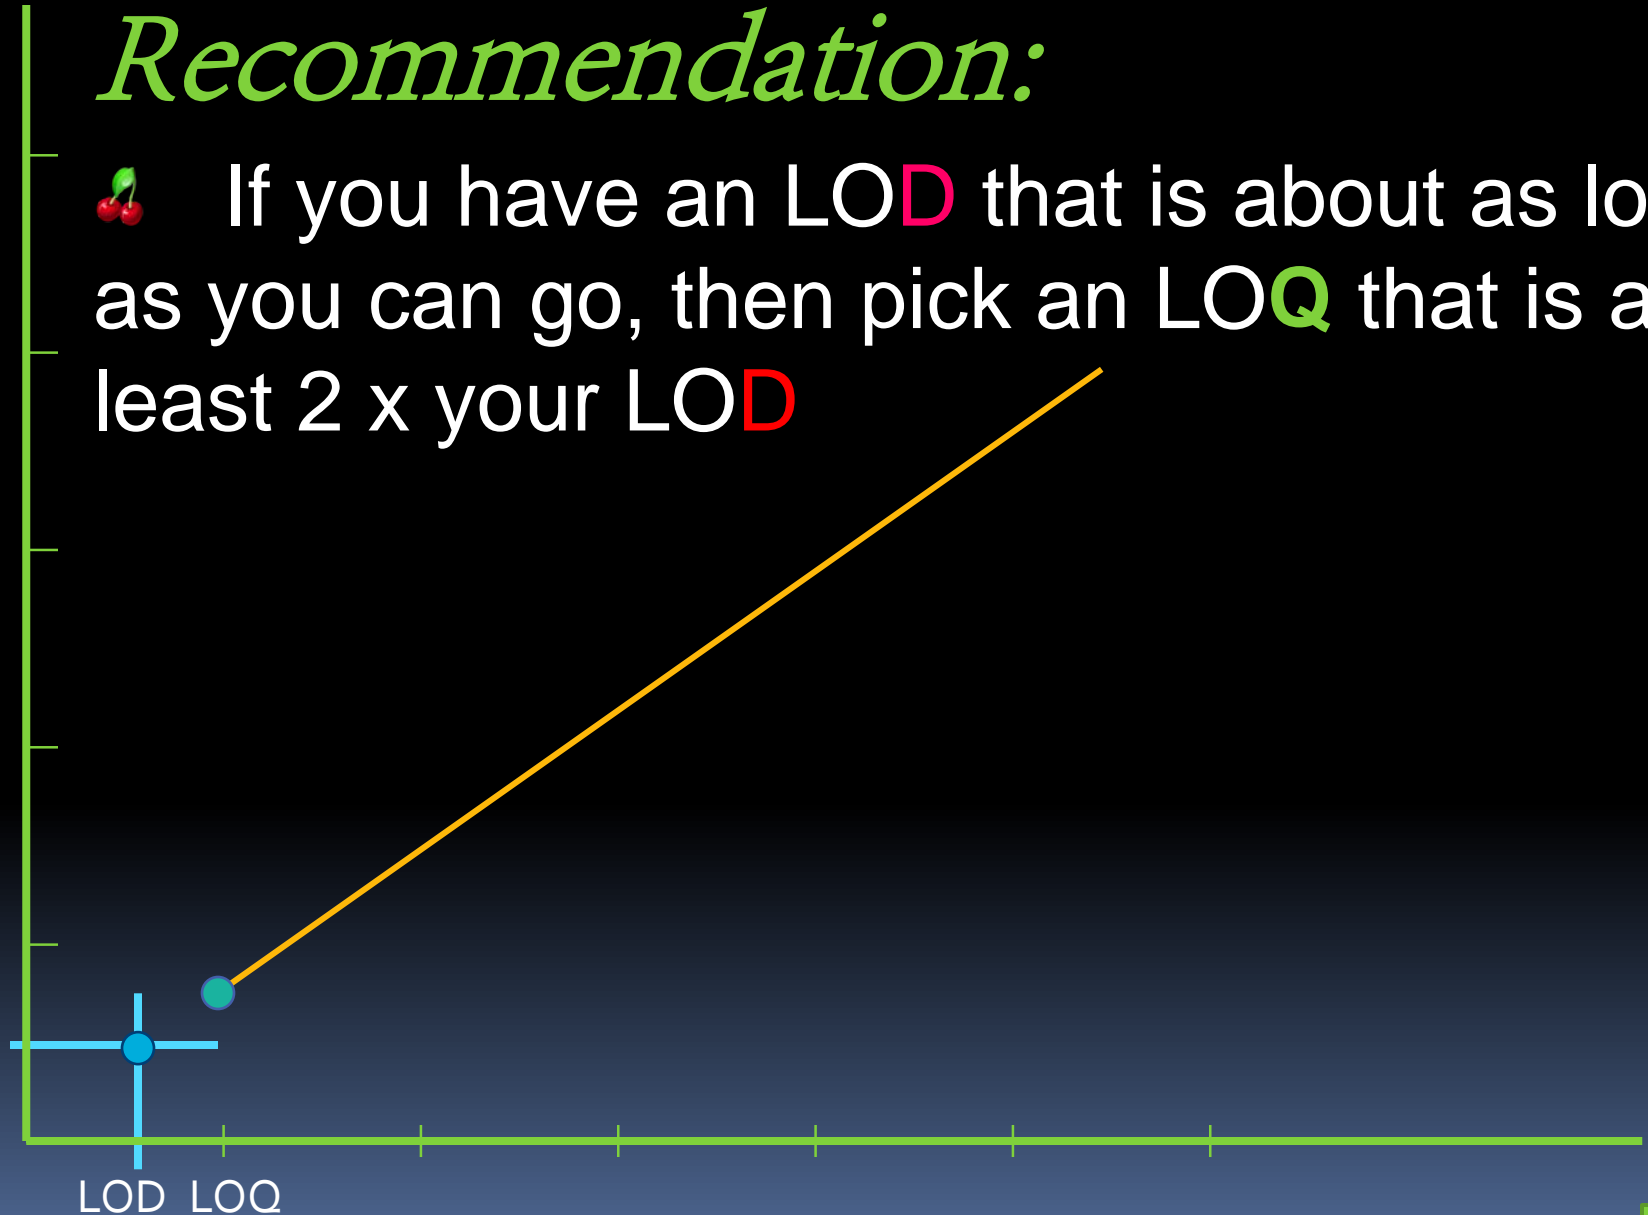 Recommendation:
If you have an LOD that is about as lo
as you can go, then pick an LOQ that is a
least 2 x your LOD
LOD LOQ